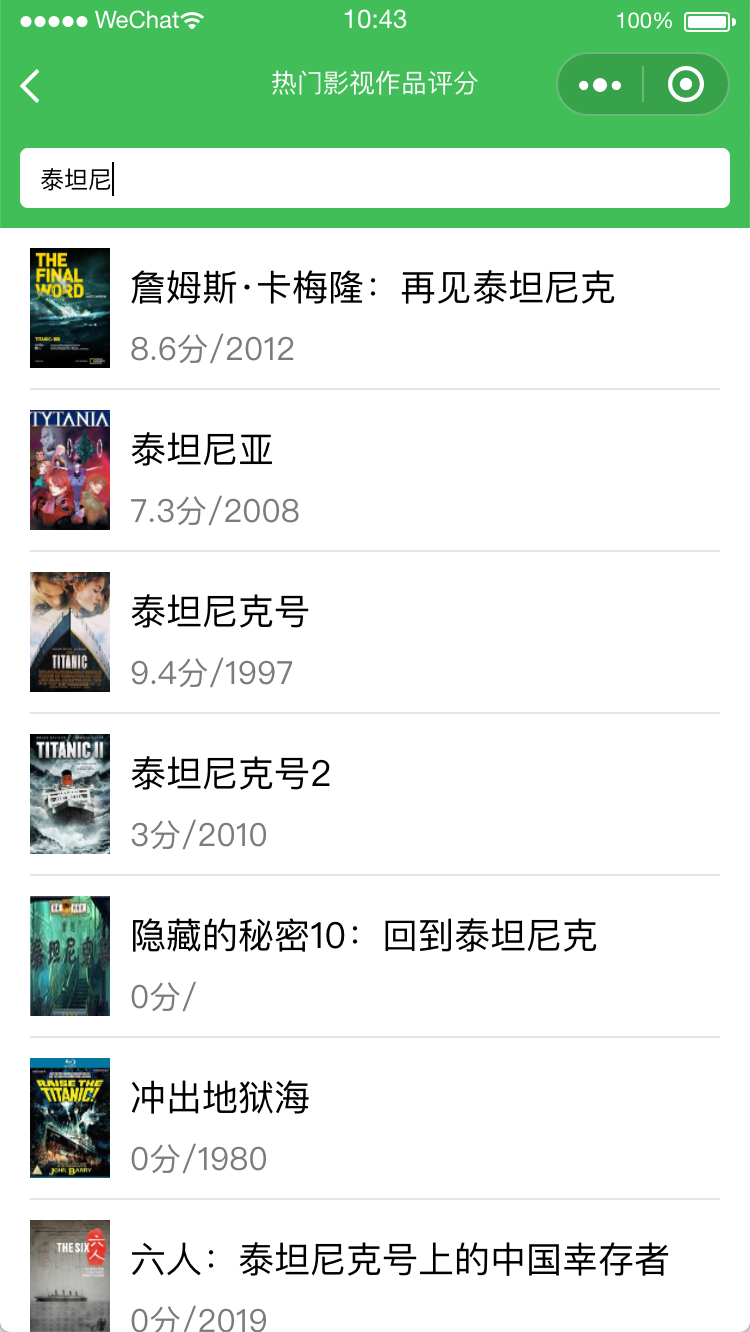 WeChat
10:43
100%
热门影视作品评分
泰坦尼
THE
FINAL
WORD
詹姆斯·卡梅隆：再见泰坦尼克
8.6分/2012
TYTANIA
泰坦尼亚
7.3分/2008
TITANIC
泰坦尼克号
9.4分/1997
TITANIC II
泰坦尼克号2
3分/2010
隐藏的秘密10：回到泰坦尼克
0分/
RAISE THE
TITANIC!
JOHN BARRY
冲出地狱海
0分/1980
THE SIX
六人
六人：泰坦尼克号上的中国幸存者
0分/2019